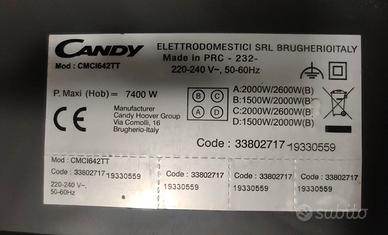 CANDY
ELETTRODOMESTICI SRL BRUGHERIOITALY
Made in PRC - 232-
Mod : CMCI642TT
220-240 V~, 50-60Hz
P. Maxi (Hob) = 7400 W
Manufacturer
Candy Hoover Group
Via Comolli, 16
Brugherio-Italy
B C
A D
A:2000W/2600W(B)
B:1500W/2000W(B)
C:2000W/2600W(B)
D:1500W/2000W(B)
Code : 33802717 19330559
Mod : CMCI642TT
Code : 33802717 19330559
220-240 V~,
50-60Hz
Code : 33802717
19330559
Code : 33802717
19330559
Code : 33802717
19330559
subito